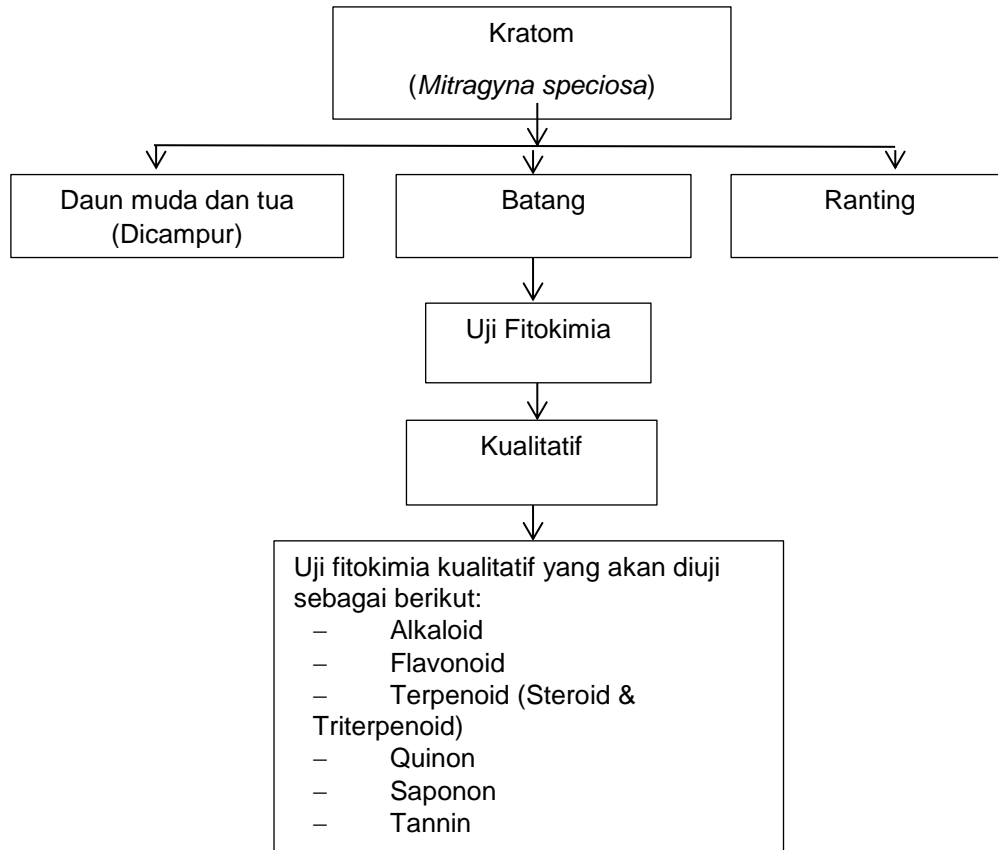 Kratom
(Mitragyna speciosa)
Daun muda dan tua
(Dicampur)
Batang
Ranting
Uji Fitokimia
Kualitatif
Uji fitokimia kualitatif yang akan diuji
sebagai berikut:
– Alkaloid
– Flavonoid
– Terpenoid (Steroid &
Triterpenoid)
– Quinon
– Saponon
– Tannin